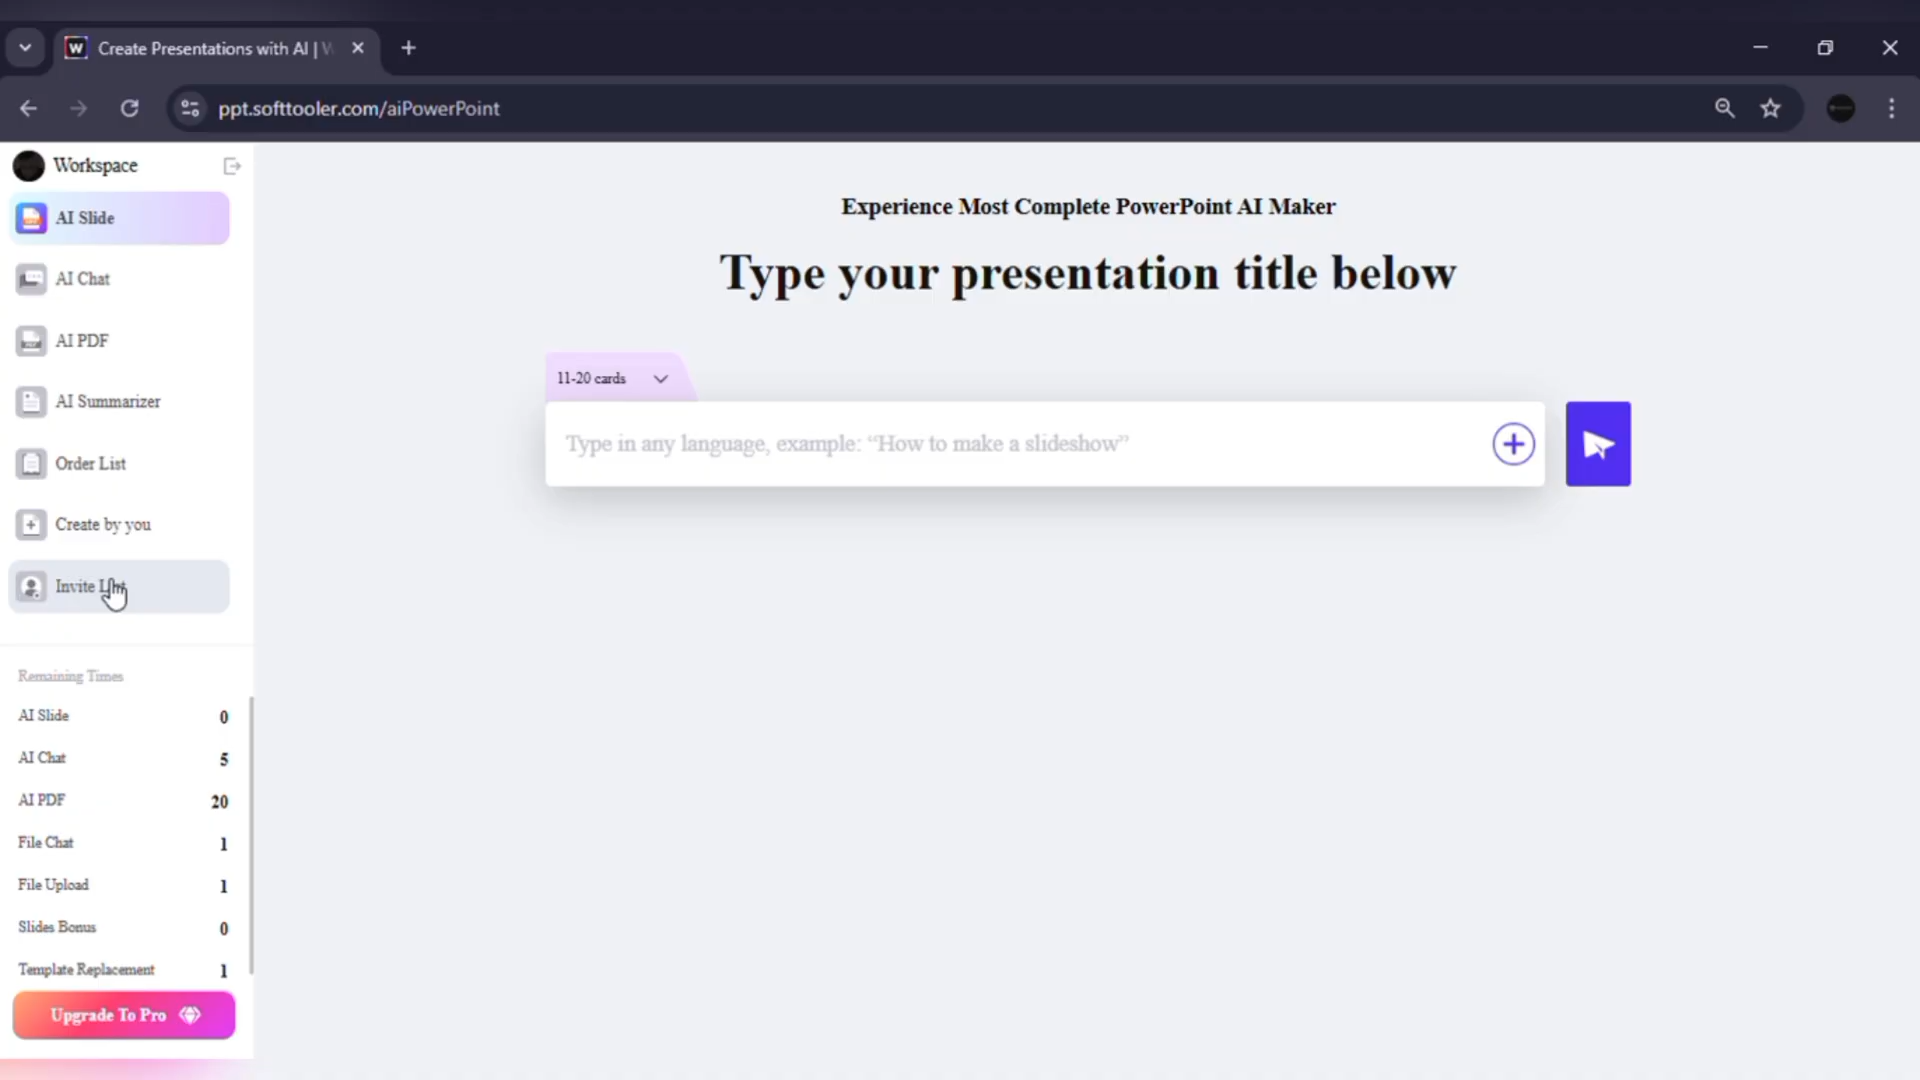 Create Presentations with AI |
ppt.softtooler.com/aiPowerPoint
Workspace
AI Slide
AI Chat
AI PDF
AI Summarizer
Order List
Create by you
Invite List
Remaining Times
AI Slide 0
AI Chat 5
AI PDF 20
File Chat 1
File Upload 1
Slides Bonus 0
Template Replacement 1
Upgrade To Pro
Experience Most Complete PowerPoint AI Maker
Type your presentation title below
11-20 cards
Type in any language, example: “How to make a slideshow”